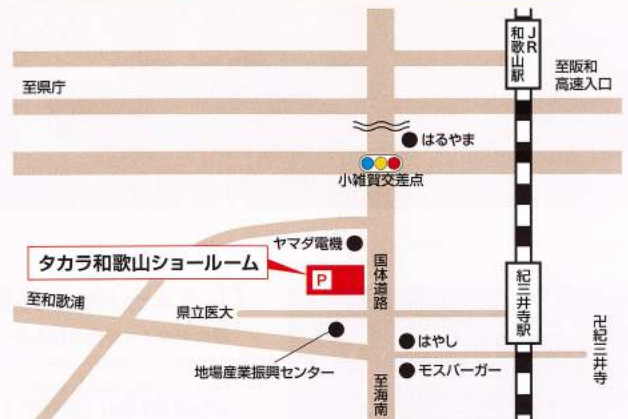 JR
和歌山駅
至県庁
至阪和
高速入口
はるやま
小雑賀交差点
ヤマダ電機
タカラ和歌山ショールーム
P
国体道路
紀三井寺駅
至和歌浦
県立医大
はやし
卍紀三井寺
地場産業振興センター
モスバーガー
至海南